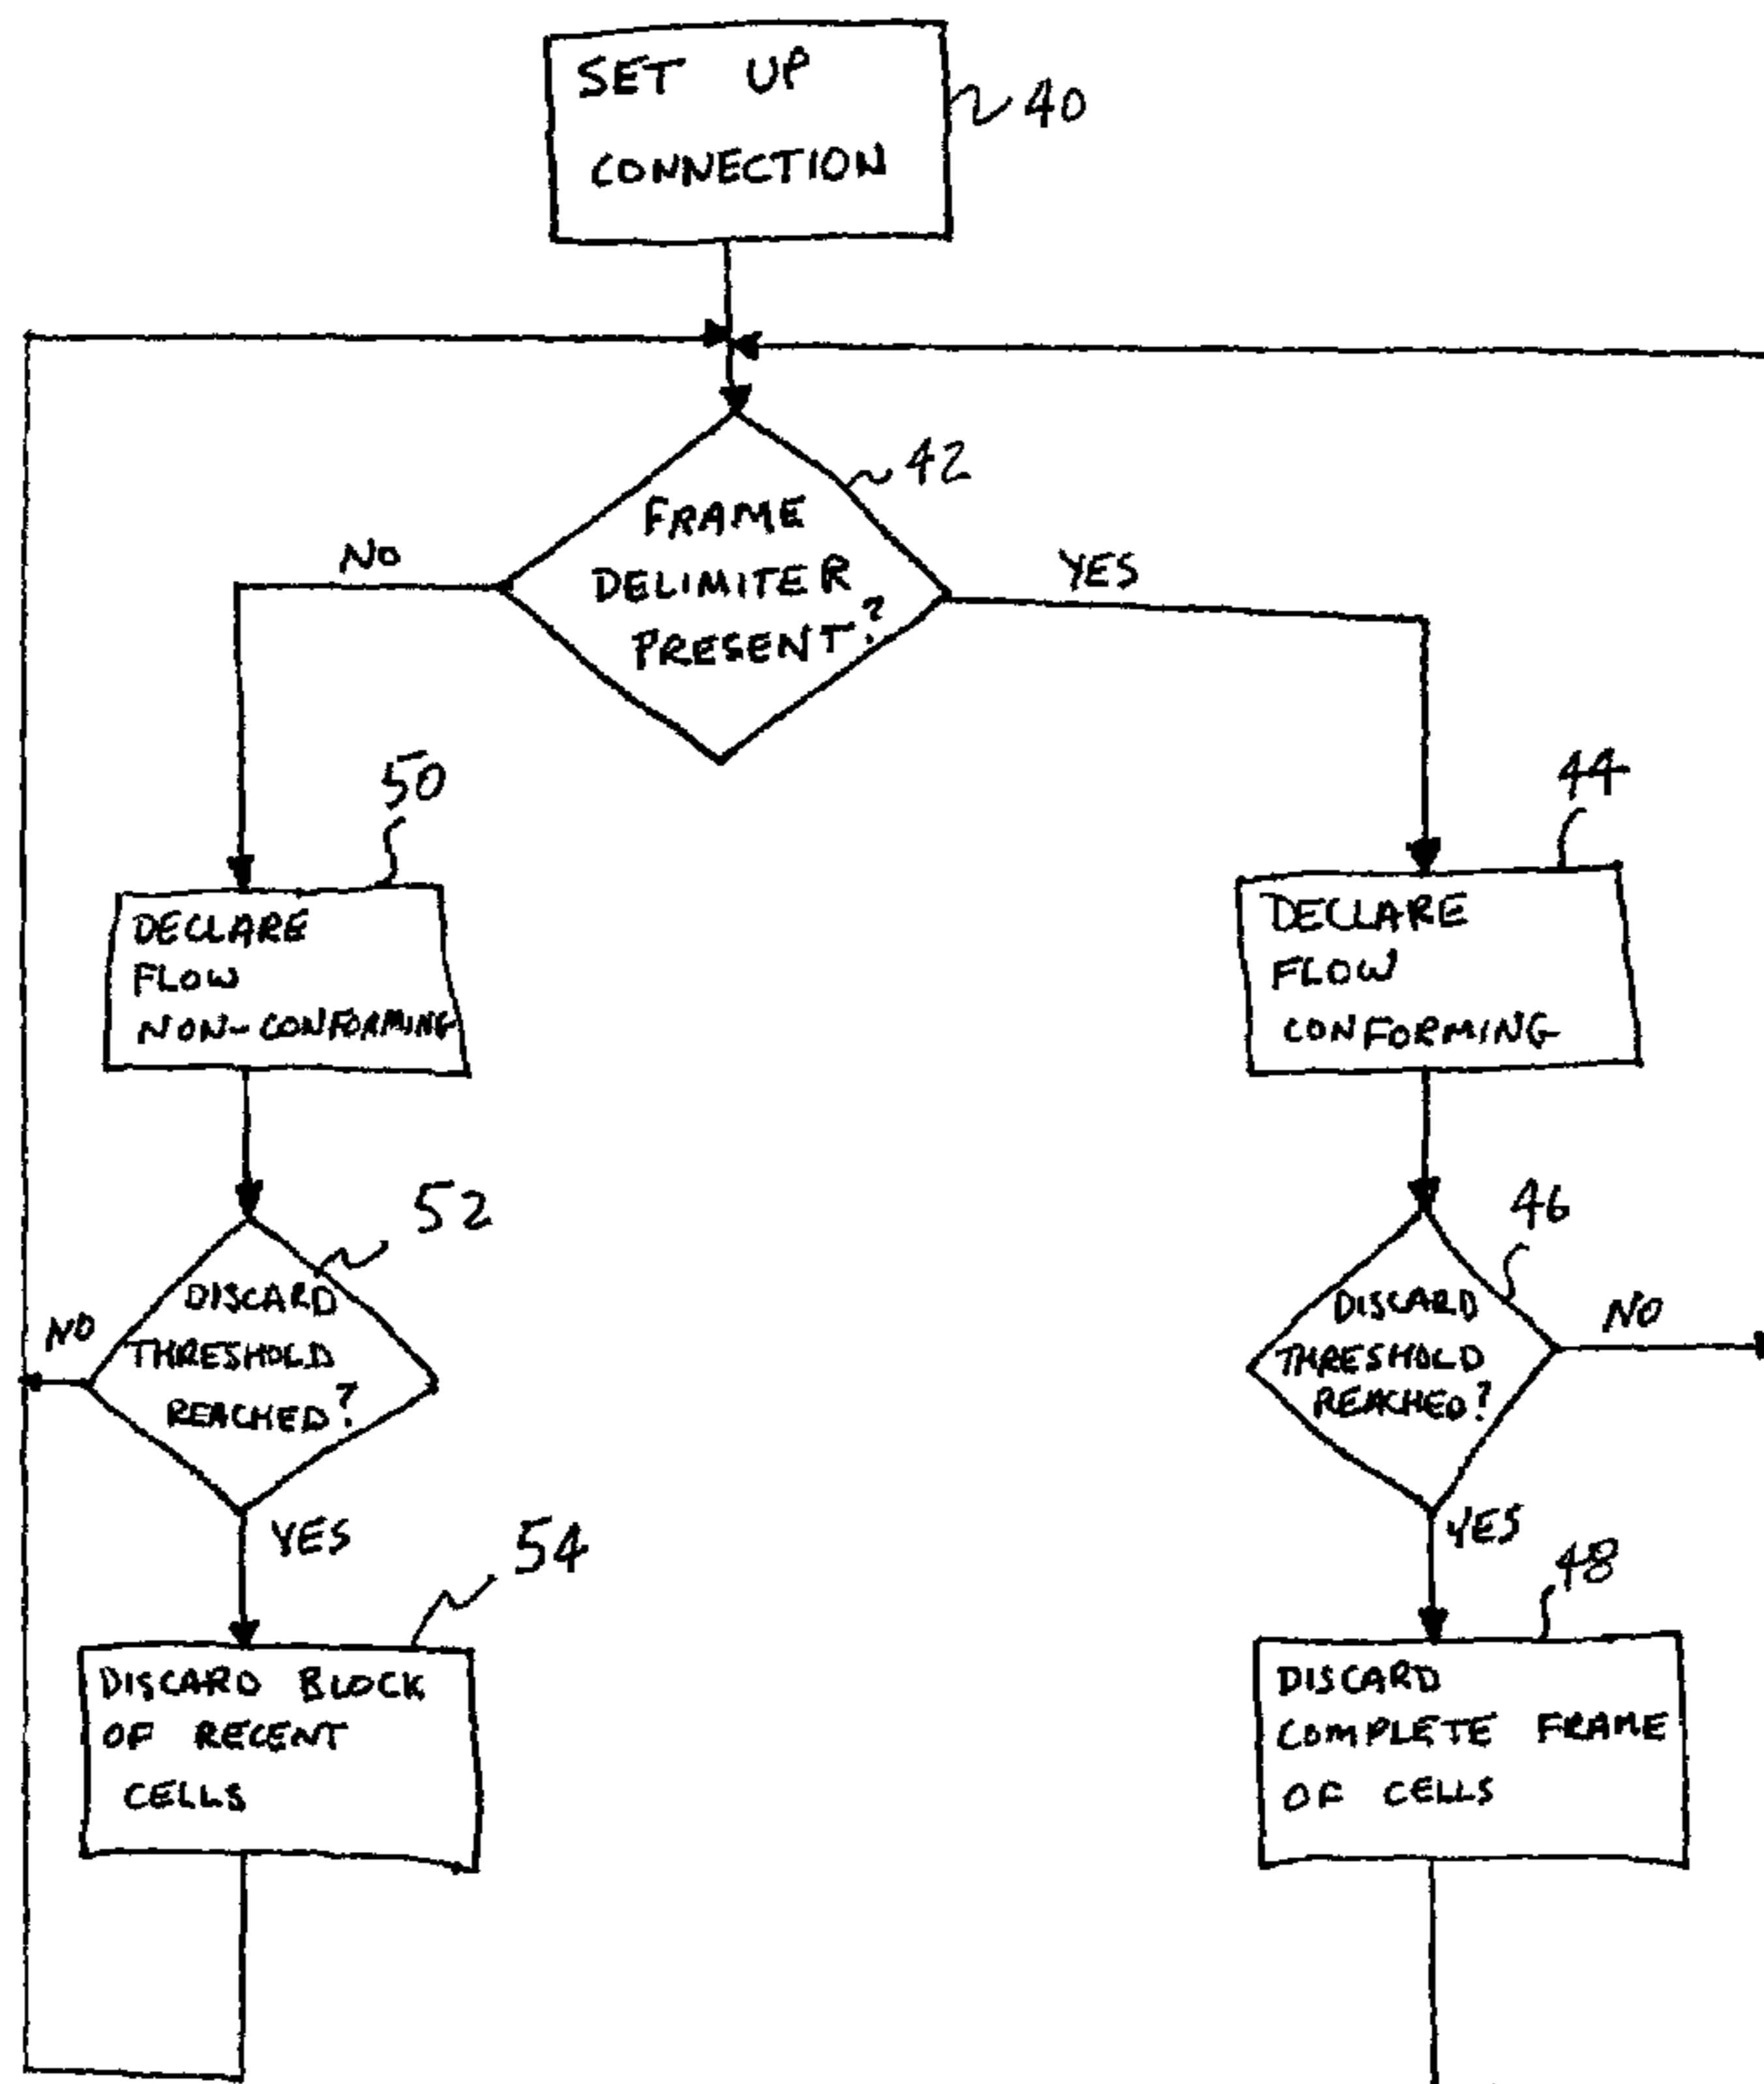 SET UP
CONNECTION
40
42
FRAME
DELIMITER
PRESENT?
NO
YES
50
44
DECLARE
FLOW
NON-CONFORMING
DECLARE
FLOW
CONFORMING
52
46
DISCARD
THRESHOLD
REACHED?
NO
DISCARD
THRESHOLD
REACHED?
NO
YES
YES
54
48
DISCARD BLOCK
OF RECENT
CELLS
DISCARD
COMPLETE FRAME
OF CELLS